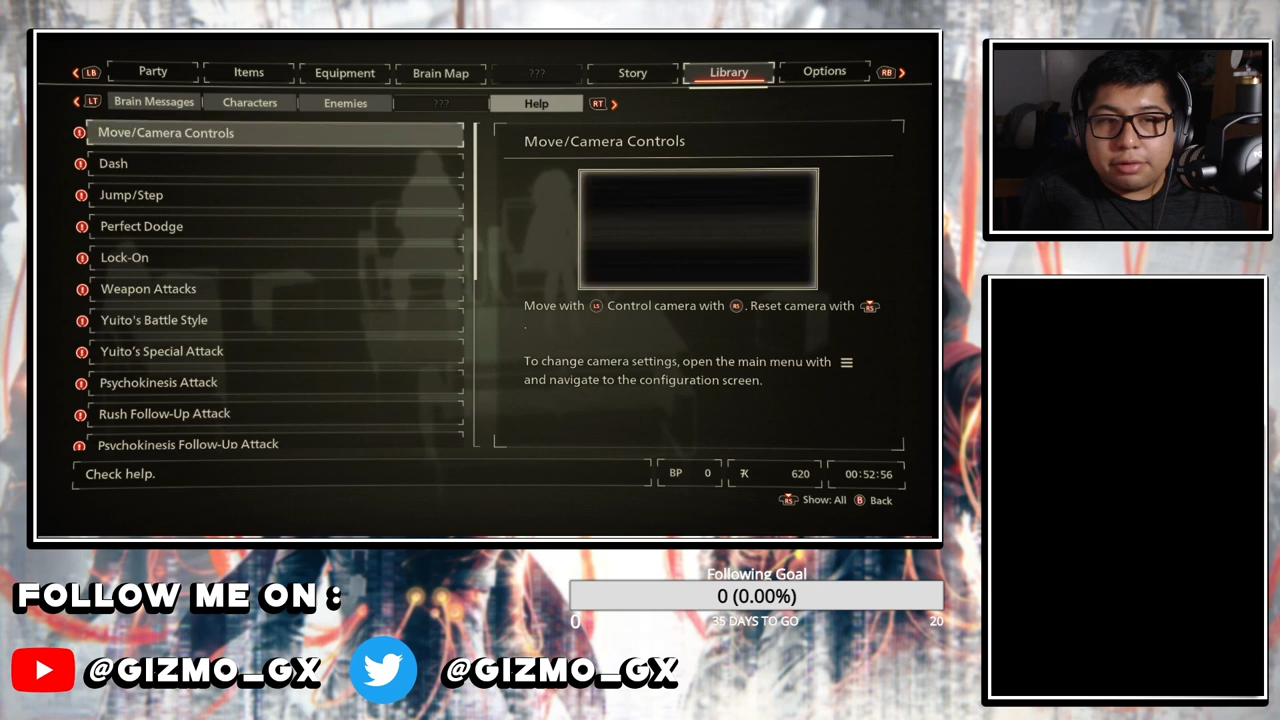 LB Party Items Equipment Brain Map ??? Story Library Options RB
LT Brain Messages Characters Enemies ??? Help RT
Move/Camera Controls
Dash
Jump/Step
Perfect Dodge
Lock-On
Weapon Attacks
Yuito's Battle Style
Yuito's Special Attack
Psychokinesis Attack
Rush Follow-Up Attack
Psychokinesis Follow-Up Attack
Move/Camera Controls
Move with LS Control camera with RS. Reset camera with RS
.
To change camera settings, open the main menu with
and navigate to the configuration screen.
Check help.
BP 0
K 620
00:52:56
RS Show: All B Back
FOLLOW ME ON :
@GIZMO_GX
@GIZMO_GX
Following Goal
0 (0.00%)
0 35 DAYS TO GO 20